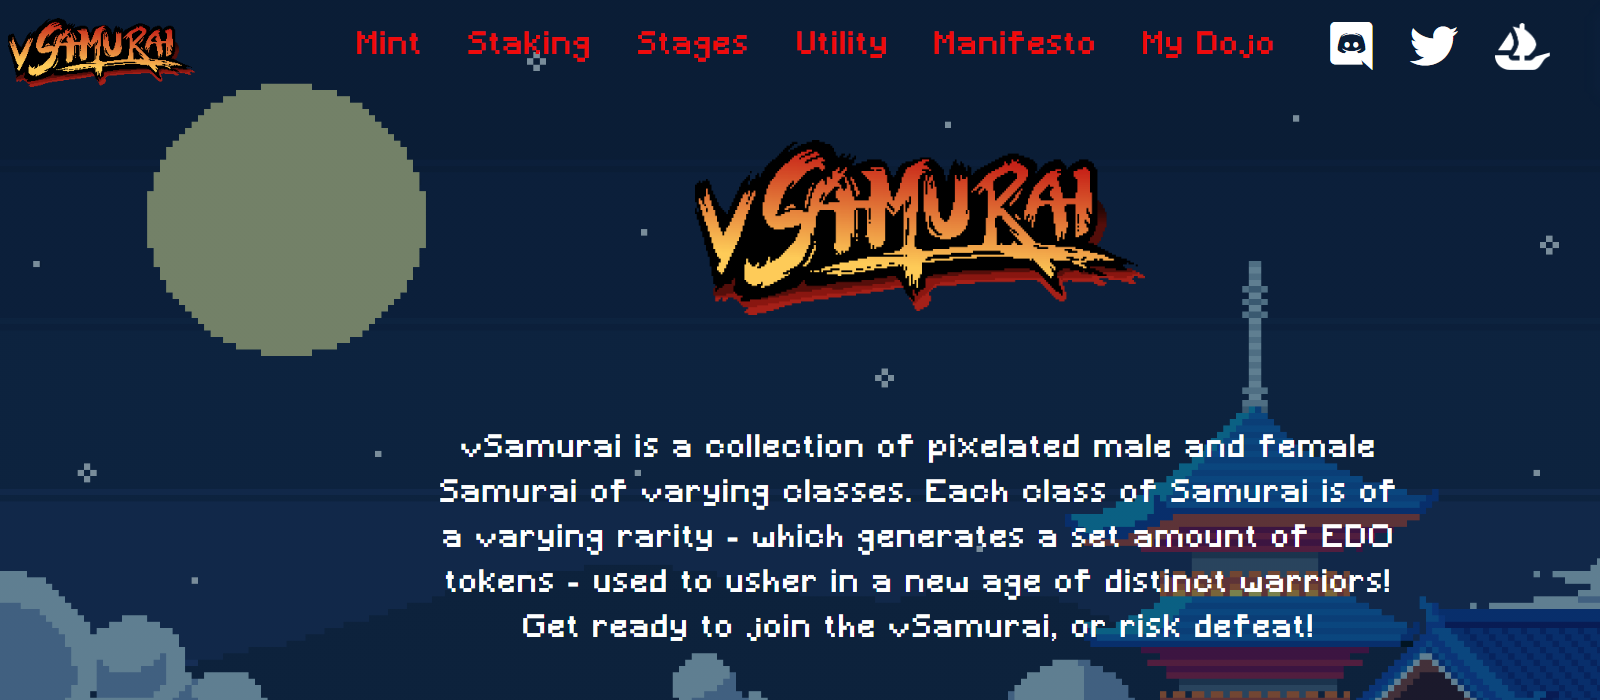 vSAMURAI Mint Staking Stages Utility Manifesto My Dojo
vSAMURAI
vSamurai is a collection of pixelated male and female
Samurai of varying classes. Each class of Samurai is of
a varying rarity - which generates a set amount of EDO
tokens - used to usher in a new age of distinct warriors!
Get ready to join the vSamurai, or risk defeat!